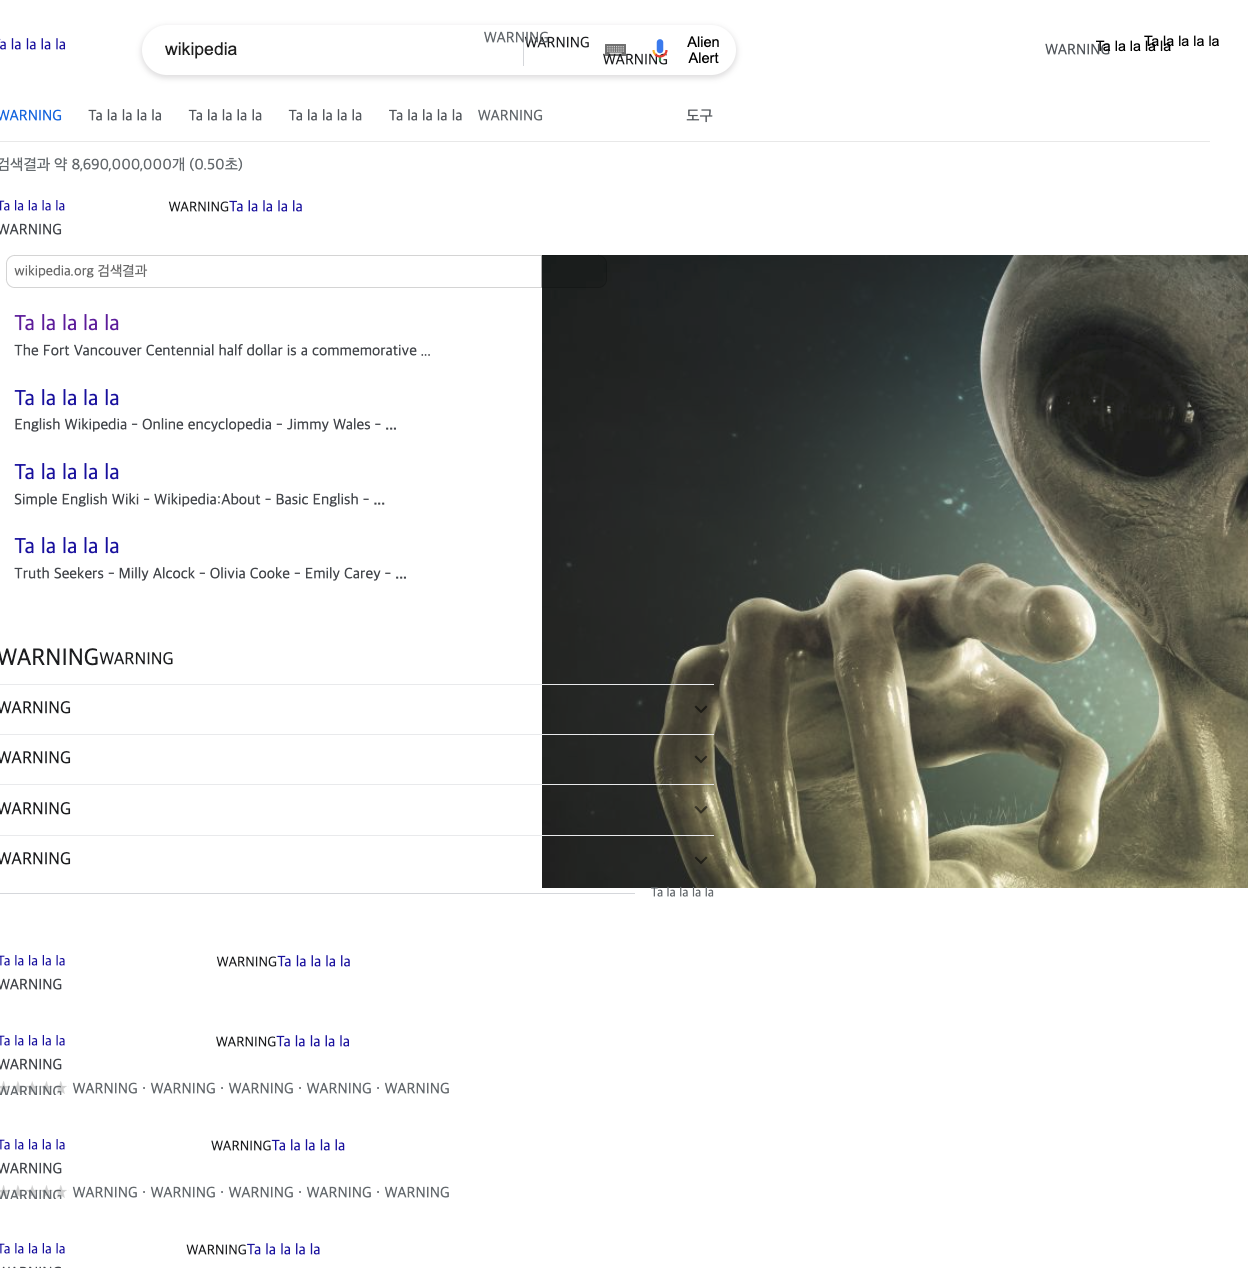 Ta la la la la
wikipedia
WARNING
WARNING
WARNING
Alien
Alert
WARNING
Ta la la la la
Ta la la la la
WARNING Ta la la la la Ta la la la la Ta la la la la Ta la la la la WARNING 도구
검색결과 약 8,690,000,000개 (0.50초)
Ta la la la la WARNINGTa la la la la
WARNING
wikipedia.org 검색결과
Ta la la la la
The Fort Vancouver Centennial half dollar is a commemorative ...
Ta la la la la
English Wikipedia - Online encyclopedia - Jimmy Wales - ...
Ta la la la la
Simple English Wiki - Wikipedia:About - Basic English - ...
Ta la la la la
Truth Seekers - Milly Alcock - Olivia Cooke - Emily Carey - ...
WARNINGWARNING
WARNING
WARNING
WARNING
WARNING
Ta la la la la
Ta la la la la WARNINGTa la la la la
WARNING
Ta la la la la WARNINGTa la la la la
WARNING
WARNING WARNING · WARNING · WARNING · WARNING · WARNING
Ta la la la la WARNINGTa la la la la
WARNING
WARNING WARNING · WARNING · WARNING · WARNING · WARNING
Ta la la la la WARNINGTa la la la la